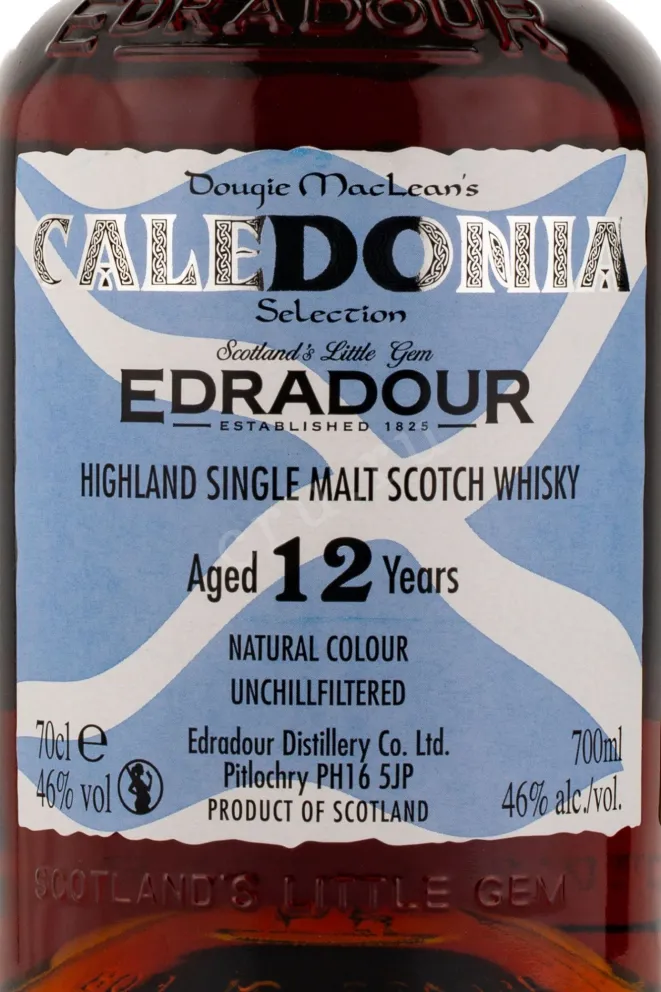 EDRADOUR
Dougie MacLean's
CALEDONIA
Selection
Scotland's Little Gem
EDRADOUR
ESTABLISHED 1825
HIGHLAND SINGLE MALT SCOTCH WHISKY
Aged 12 Years
NATURAL COLOUR
UNCHILLFILTERED
70cl e
46% vol
Edradour Distillery Co. Ltd.
Pitlochry PH16 5JP
PRODUCT OF SCOTLAND
700ml
46% alc./vol.
SCOTLAND'S LITTLE GEM